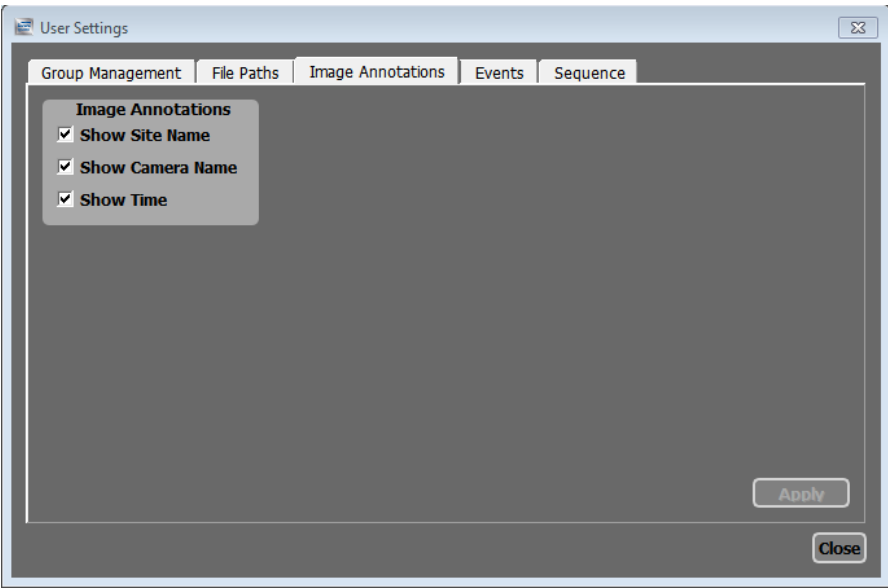 User Settings
Group Management File Paths Image Annotations Events Sequence
Image Annotations
Show Site Name
Show Camera Name
Show Time
Apply
Close